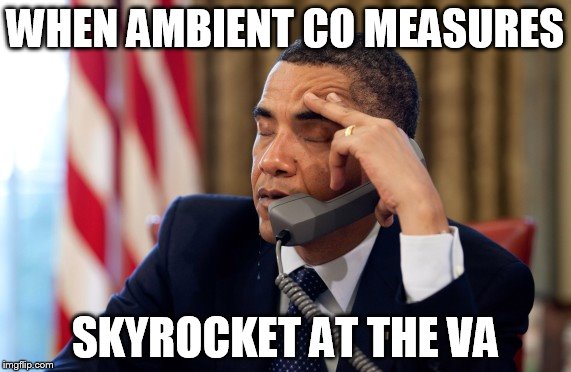 WHEN AMBIENT CO MEASURES
SKYROCKET AT THE VA
imgflip.com